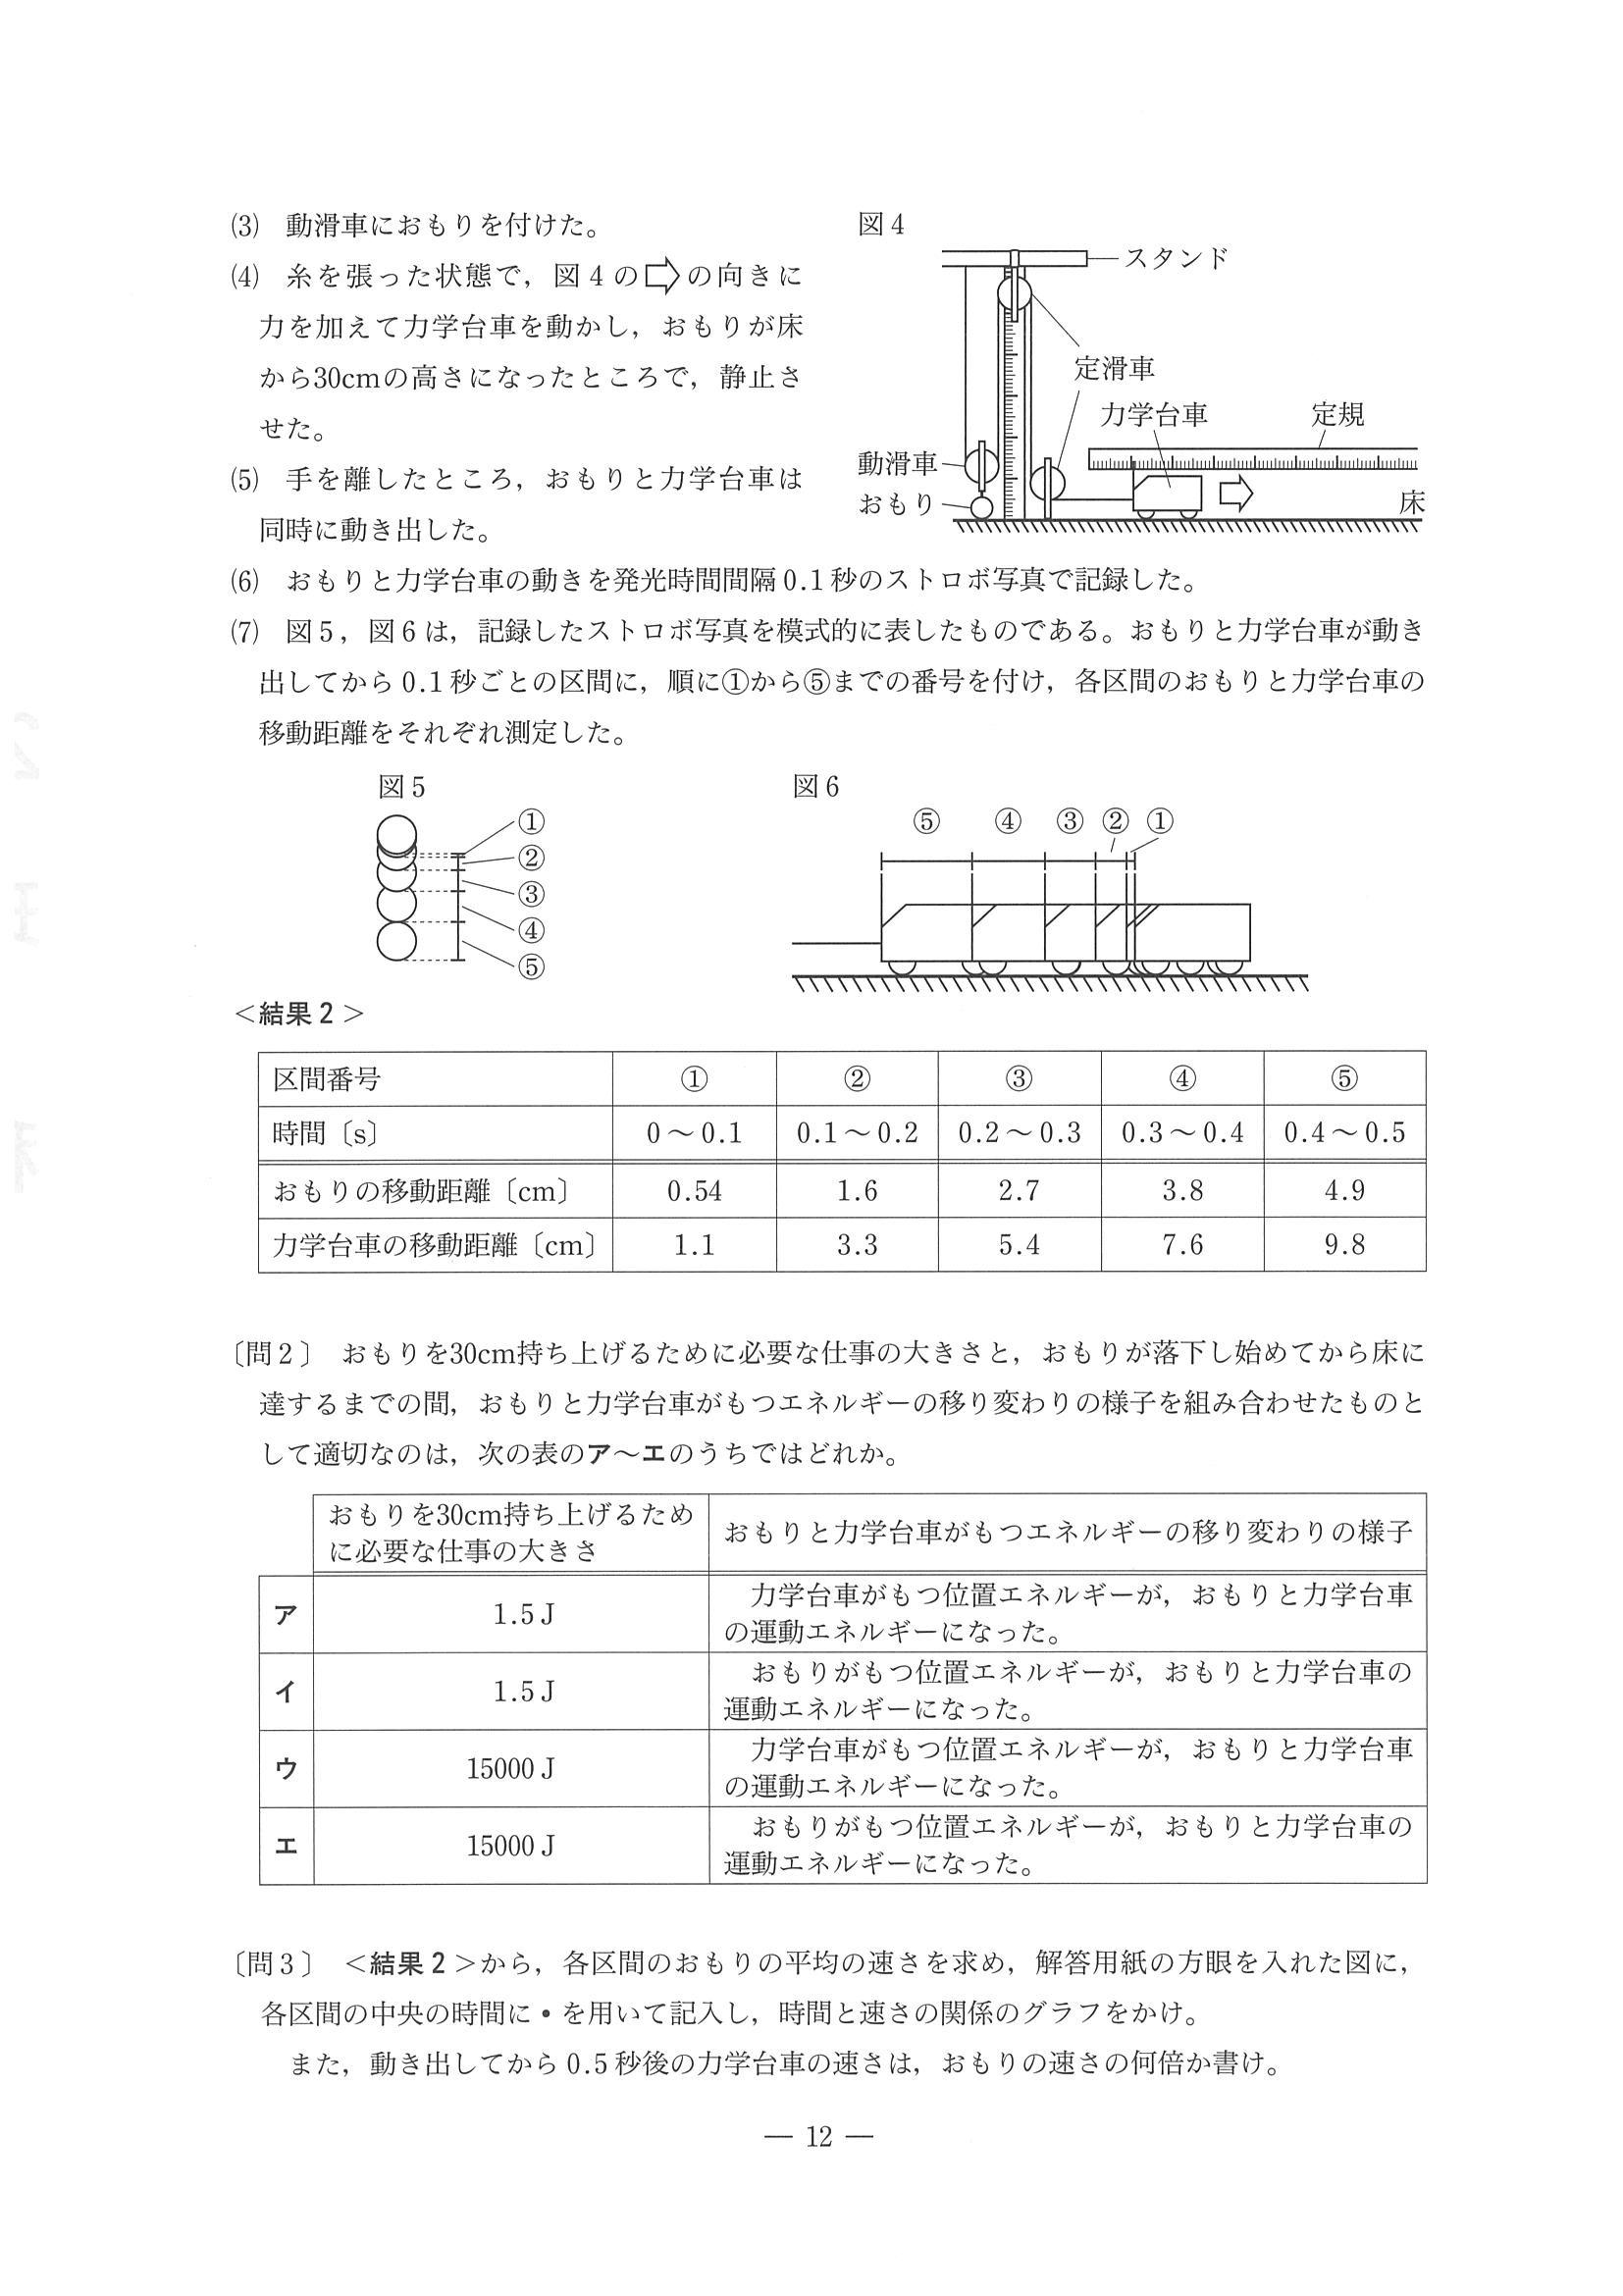 ⑶ 動滑車におもりを付けた。
⑷ 糸を張った状態で，図4の⇨の向きに
力を加えて力学台車を動かし，おもりが床
から30cmの高さになったところで，静止さ
せた。
⑸ 手を離したところ，おもりと力学台車は
同時に動き出した。
図4
スタンド
定滑車
力学台車
定規
動滑車
おもり
床
⑹ おもりと力学台車の動きを発光時間間隔0.1秒のストロボ写真で記録した。
⑺ 図5，図6は，記録したストロボ写真を模式的に表したものである。おもりと力学台車が動き
出してから0.1秒ごとの区間に，順に①から⑤までの番号を付け，各区間のおもりと力学台車の
移動距離をそれぞれ測定した。
図5
①
②
③
④
⑤
図6
⑤ ④ ③ ② ①
＜結果2＞
区間番号 ① ② ③ ④ ⑤
時間〔s〕 0～0.1 0.1～0.2 0.2～0.3 0.3～0.4 0.4～0.5
おもりの移動距離〔cm〕 0.54 1.6 2.7 3.8 4.9
力学台車の移動距離〔cm〕 1.1 3.3 5.4 7.6 9.8
〔問2〕 おもりを30cm持ち上げるために必要な仕事の大きさと，おもりが落下し始めてから床に
達するまでの間，おもりと力学台車がもつエネルギーの移り変わりの様子を組み合わせたものと
して適切なのは，次の表のア～エのうちではどれか。
おもりを30cm持ち上げるため
に必要な仕事の大きさ
おもりと力学台車がもつエネルギーの移り変わりの様子
ア 1.5J 力学台車がもつ位置エネルギーが，おもりと力学台車
の運動エネルギーになった。
イ 1.5J おもりがもつ位置エネルギーが，おもりと力学台車の
運動エネルギーになった。
ウ 15000J 力学台車がもつ位置エネルギーが，おもりと力学台車
の運動エネルギーになった。
エ 15000J おもりがもつ位置エネルギーが，おもりと力学台車の
運動エネルギーになった。
〔問3〕 ＜結果2＞から，各区間のおもりの平均の速さを求め，解答用紙の方眼を入れた図に，
各区間の中央の時間に•を用いて記入し，時間と速さの関係のグラフをかけ。
また，動き出してから0.5秒後の力学台車の速さは，おもりの速さの何倍か書け。
— 12 —